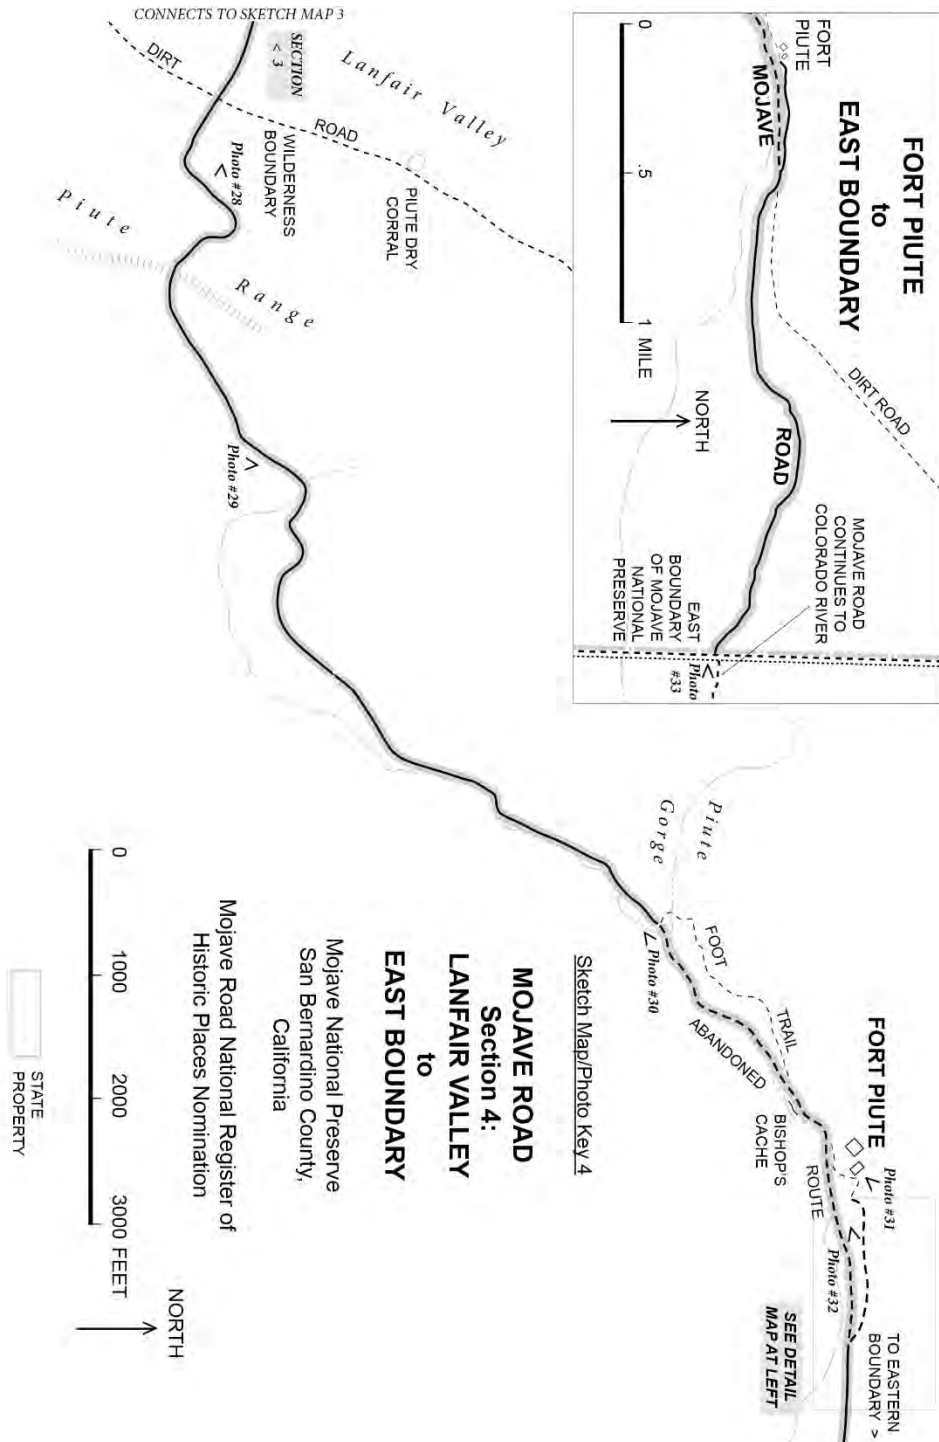 CONNECTS TO SKETCH MAP 3
SECTION
< 3
Lanfair Valley
DIRT
ROAD
WILDERNESS
BOUNDARY
Photo #28
PIUTE DRY
CORRAL
Piute
Range
Photo #29
FORT PIUTE
to
EAST BOUNDARY
FORT
PIUTE
MOJAVE
ROAD
DIRT ROAD
0
.5
1 MILE
NORTH
MOJAVE ROAD
CONTINUES TO
COLORADO RIVER
EAST
BOUNDARY
OF MOJAVE
NATIONAL
PRESERVE
Photo
#33
Piute
Gorge
FOOT
TRAIL
Photo #30
ABANDONED
ROUTE
BISHOP'S
CACHE
FORT PIUTE
Photo #31
Photo #32
TO EASTERN
BOUNDARY >
SEE DETAIL
MAP AT LEFT
Sketch Map/Photo Key 4
MOJAVE ROAD
Section 4:
LANFAIR VALLEY
to
EAST BOUNDARY
Mojave National Preserve
San Bernardino County,
California
Mojave Road National Register of
Historic Places Nomination
0
1000
2000
3000 FEET
NORTH
STATE
PROPERTY